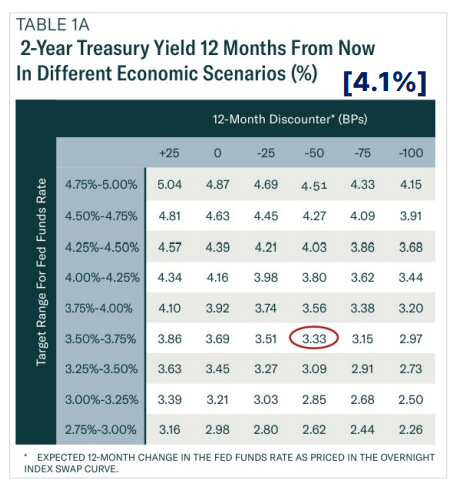 TABLE 1A
2-Year Treasury Yield 12 Months From Now
In Different Economic Scenarios (%) [4.1%]
12-Month Discounter* (BPs)
+25 0 -25 -50 -75 -100
Target Range For Fed Funds Rate
4.75%-5.00% 5.04 4.87 4.69 4.51 4.33 4.15
4.50%-4.75% 4.81 4.63 4.45 4.27 4.09 3.91
4.25%-4.50% 4.57 4.39 4.21 4.03 3.86 3.68
4.00%-4.25% 4.34 4.16 3.98 3.80 3.62 3.44
3.75%-4.00% 4.10 3.92 3.74 3.56 3.38 3.20
3.50%-3.75% 3.86 3.69 3.51 3.33 3.15 2.97
3.25%-3.50% 3.63 3.45 3.27 3.09 2.91 2.73
3.00%-3.25% 3.39 3.21 3.03 2.85 2.68 2.50
2.75%-3.00% 3.16 2.98 2.80 2.62 2.44 2.26
* EXPECTED 12-MONTH CHANGE IN THE FED FUNDS RATE AS PRICED IN THE OVERNIGHT
INDEX SWAP CURVE.